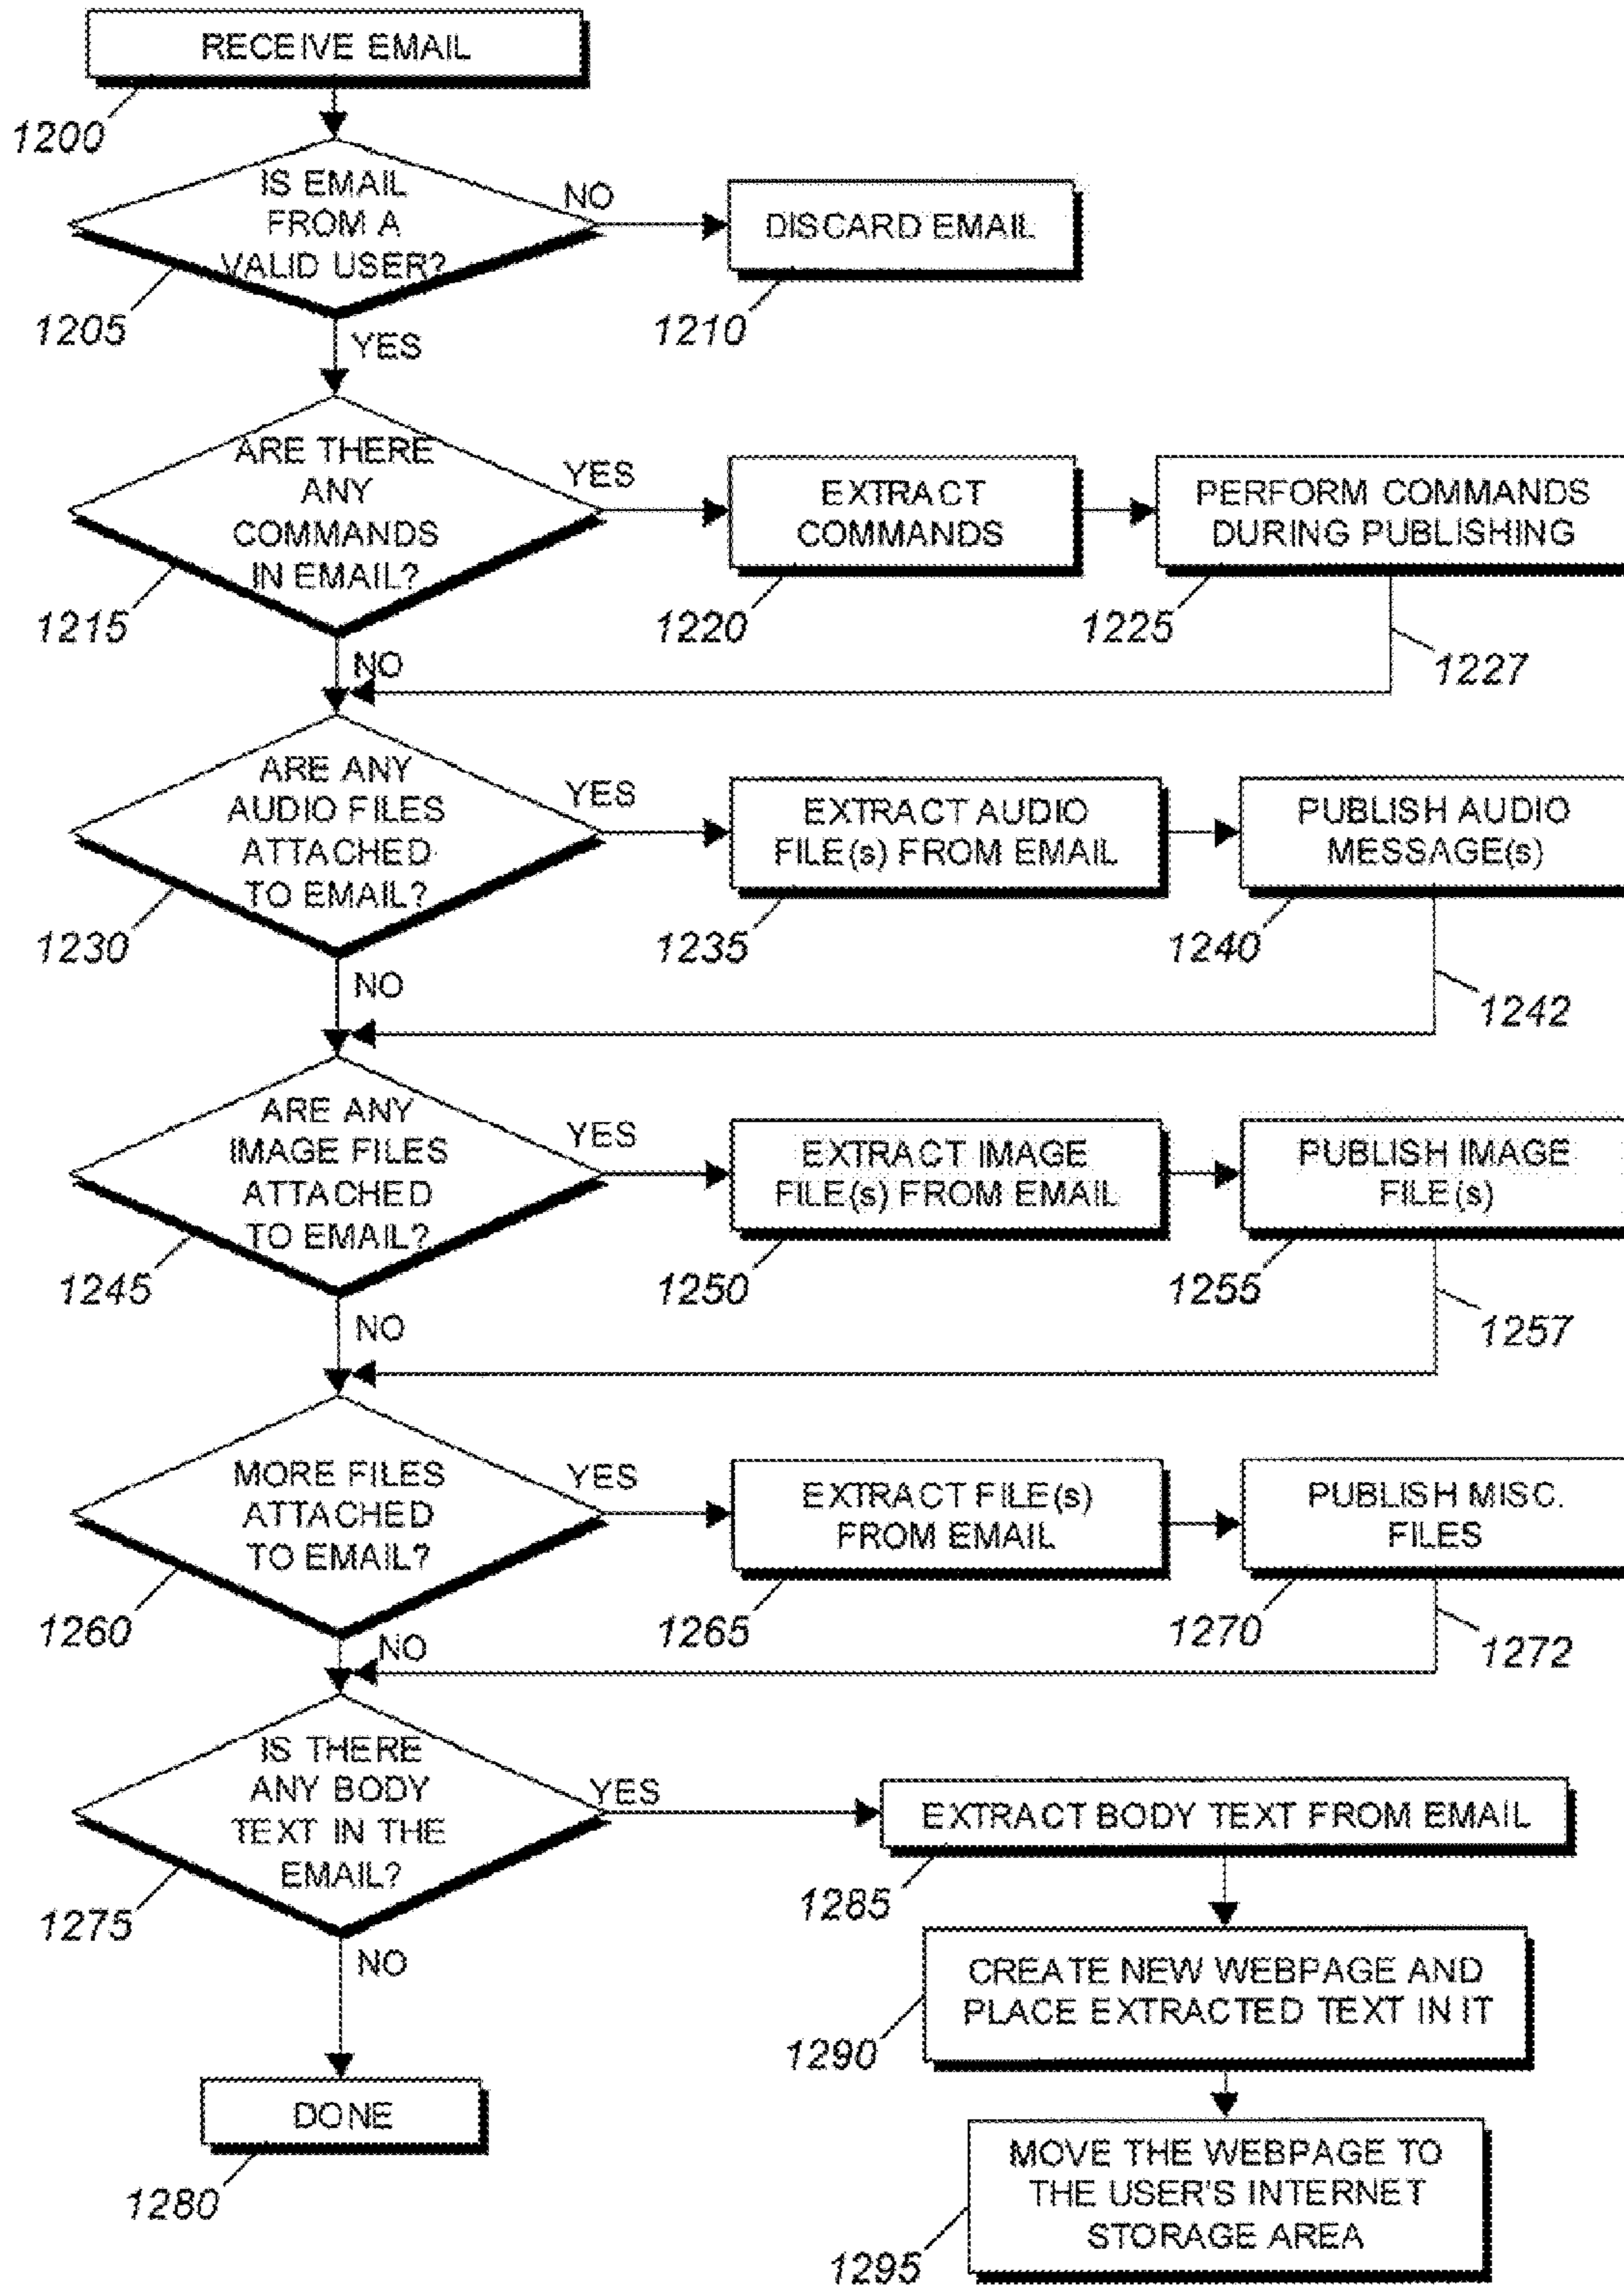 RECEIVE EMAIL
1200
IS EMAIL
FROM A
VALID USER?
NO
DISCARD EMAIL
1205
1210
YES
ARE THERE
ANY
COMMANDS
IN EMAIL?
YES
EXTRACT
COMMANDS
PERFORM COMMANDS
DURING PUBLISHING
1215
1220
1225
1227
NO
ARE ANY
AUDIO FILES
ATTACHED
TO EMAIL?
YES
EXTRACT AUDIO
FILE(s) FROM EMAIL
PUBLISH AUDIO
MESSAGE(s)
1230
1235
1240
1242
NO
ARE ANY
IMAGE FILES
ATTACHED
TO EMAIL?
YES
EXTRACT IMAGE
FILE(s) FROM EMAIL
PUBLISH IMAGE
FILE(s)
1245
1250
1255
1257
NO
MORE FILES
ATTACHED
TO EMAIL?
YES
EXTRACT FILE(s)
FROM EMAIL
PUBLISH MISC.
FILES
1260
1265
1270
1272
NO
IS THERE
ANY BODY
TEXT IN THE
EMAIL?
YES
EXTRACT BODY TEXT FROM EMAIL
1275
1285
NO
CREATE NEW WEBPAGE AND
PLACE EXTRACTED TEXT IN IT
1290
DONE
1280
MOVE THE WEBPAGE TO
THE USER'S INTERNET
STORAGE AREA
1295